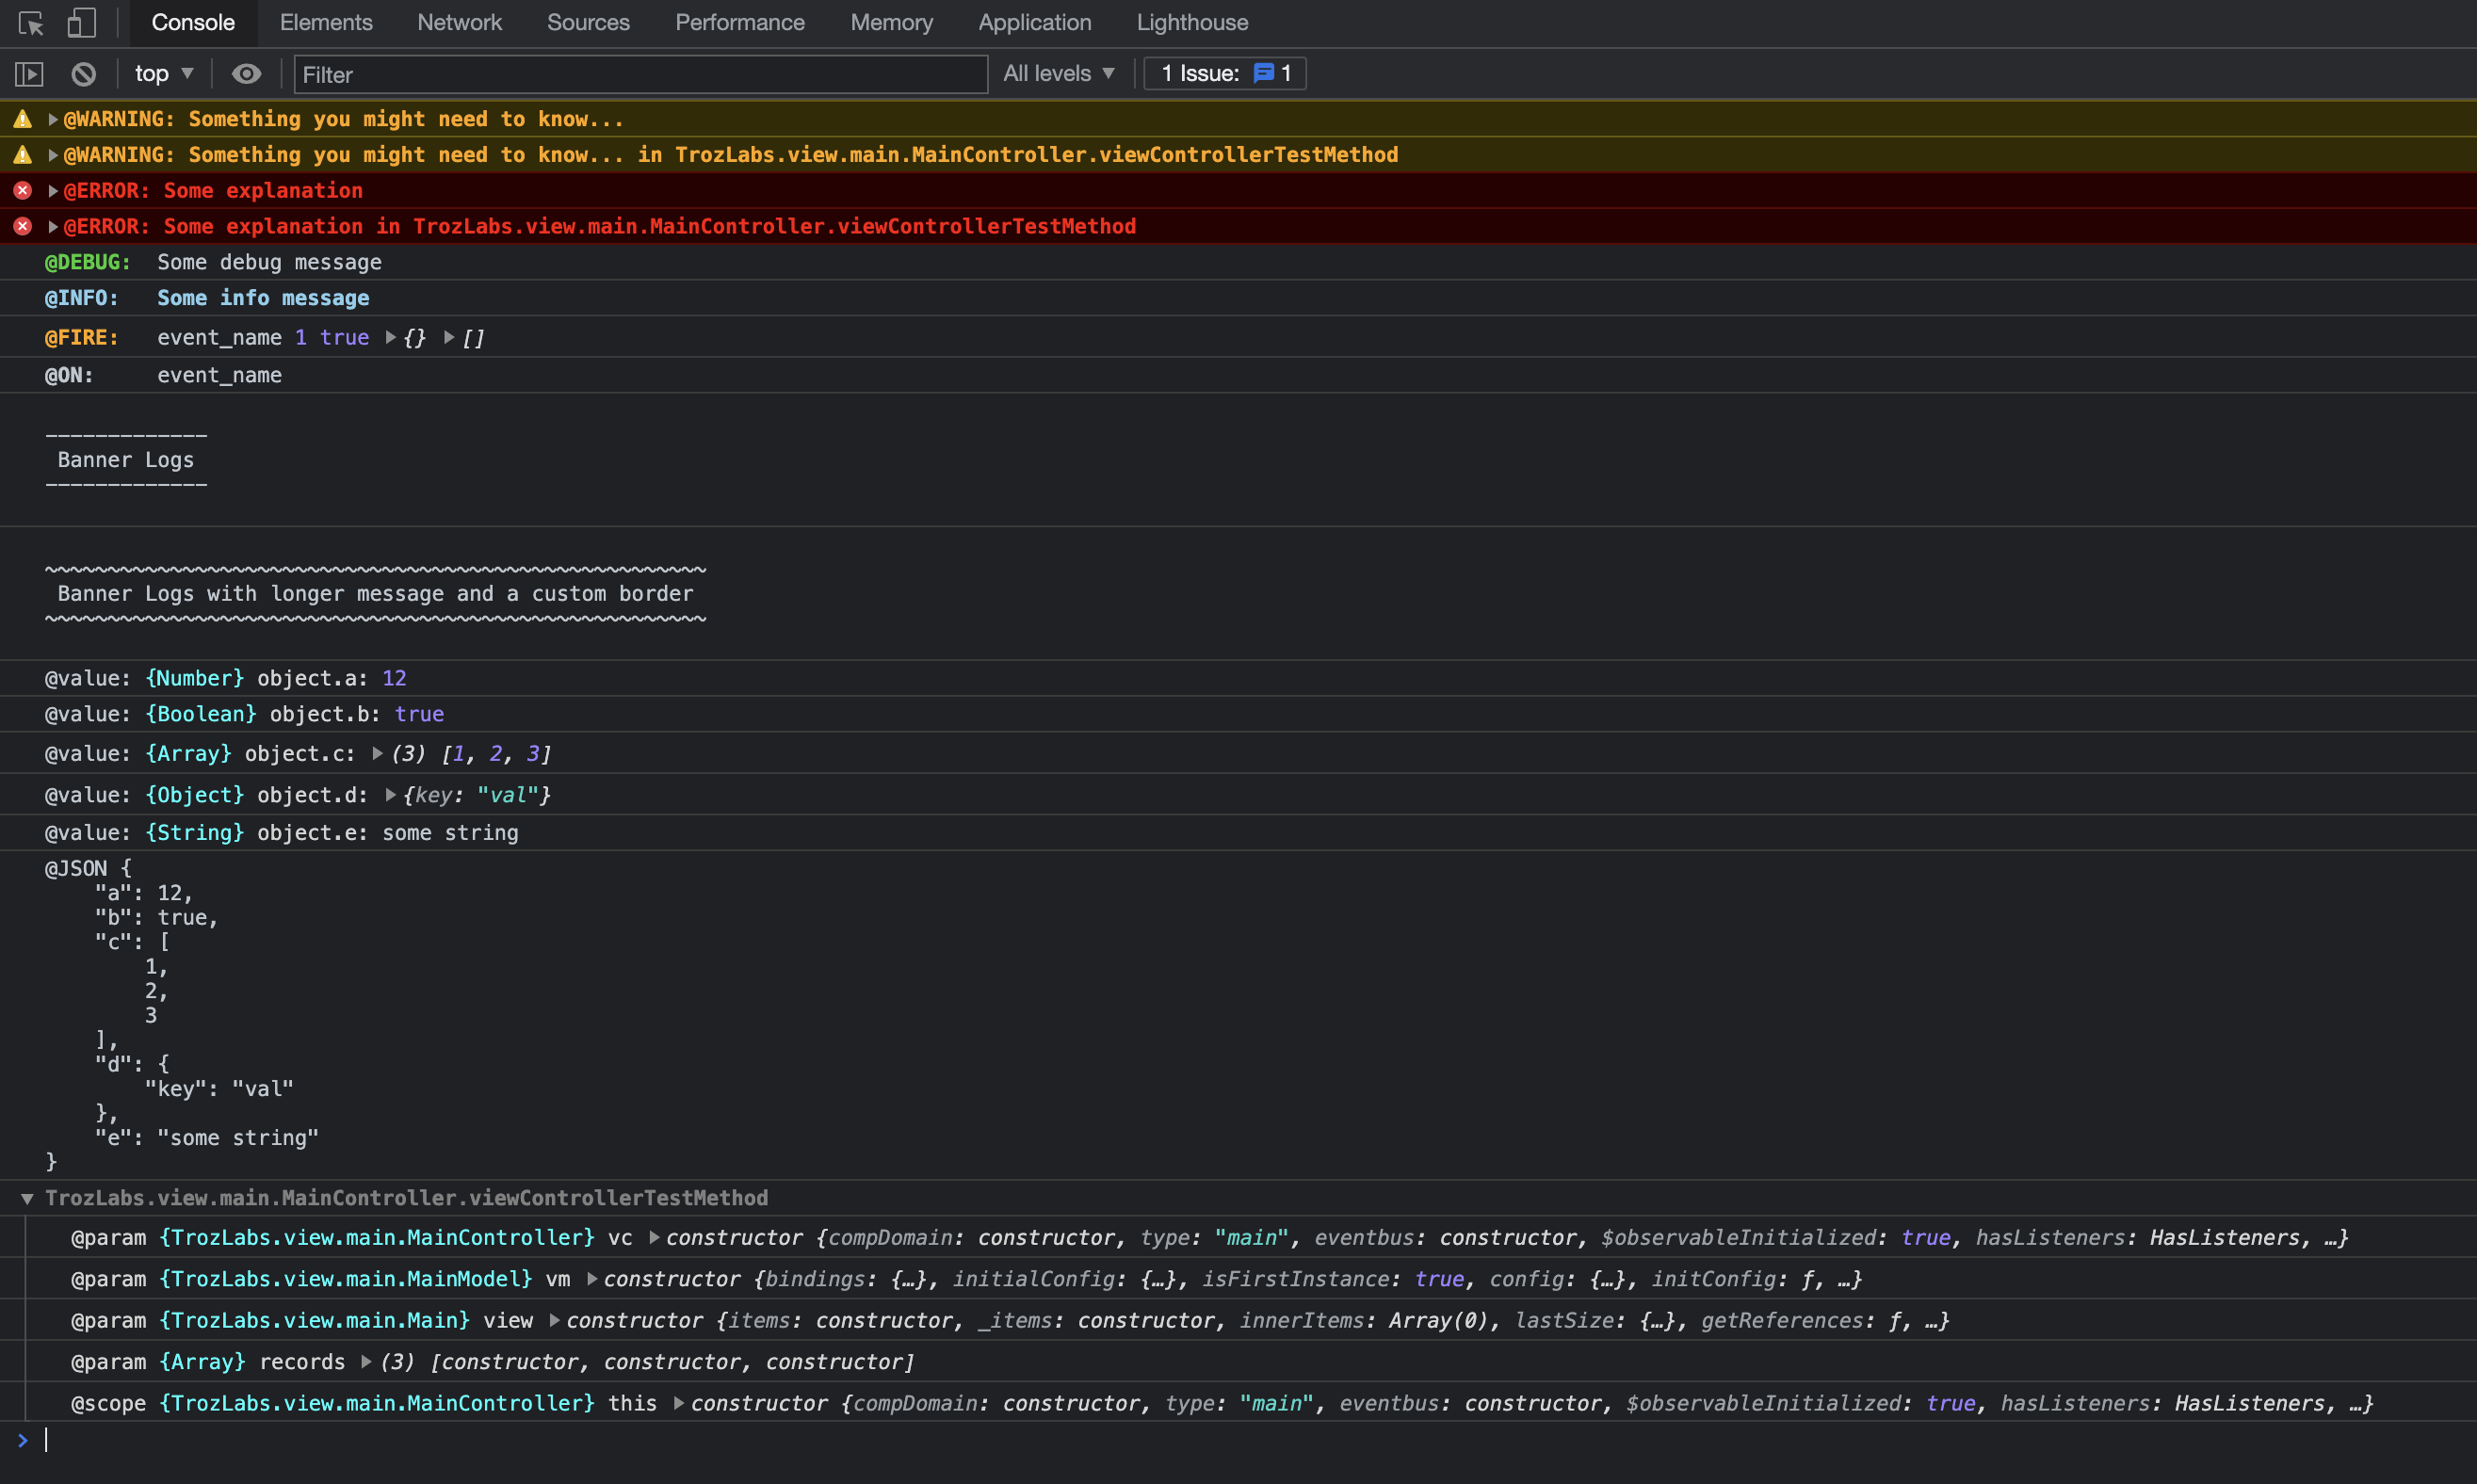 Console Elements Network Sources Performance Memory Application Lighthouse
top ▼ Filter All levels ▼ 1 Issue: 1
▶@WARNING: Something you might need to know...
▶@WARNING: Something you might need to know... in TrozLabs.view.main.MainController.viewControllerTestMethod
▶@ERROR: Some explanation
▶@ERROR: Some explanation in TrozLabs.view.main.MainController.viewControllerTestMethod
@DEBUG: Some debug message
@INFO: Some info message
@FIRE: event_name 1 true ▶{} ▶[]
@ON: event_name
-------------
Banner Logs
-------------
~~~~~~~~~~~~~~~~~~~~~~~~~~~~~~~~~~~~~~~~~~~~~~~~~~~~~
Banner Logs with longer message and a custom border
~~~~~~~~~~~~~~~~~~~~~~~~~~~~~~~~~~~~~~~~~~~~~~~~~~~~~
@value: {Number} object.a: 12
@value: {Boolean} object.b: true
@value: {Array} object.c: ▶(3) [1, 2, 3]
@value: {Object} object.d: ▶{key: "val"}
@value: {String} object.e: some string
@JSON {
    "a": 12,
    "b": true,
    "c": [
        1,
        2,
        3
    ],
    "d": {
        "key": "val"
    },
    "e": "some string"
}
▼ TrozLabs.view.main.MainController.viewControllerTestMethod
@param {TrozLabs.view.main.MainController} vc ▶constructor {compDomain: constructor, type: "main", eventbus: constructor, $observableInitialized: true, hasListeners: HasListeners, …}
@param {TrozLabs.view.main.MainModel} vm ▶constructor {bindings: {…}, initialConfig: {…}, isFirstInstance: true, config: {…}, initConfig: ƒ, …}
@param {TrozLabs.view.main.Main} view ▶constructor {items: constructor, _items: constructor, innerItems: Array(0), lastSize: {…}, getReferences: ƒ, …}
@param {Array} records ▶(3) [constructor, constructor, constructor]
@scope {TrozLabs.view.main.MainController} this ▶constructor {compDomain: constructor, type: "main", eventbus: constructor, $observableInitialized: true, hasListeners: HasListeners, …}
>